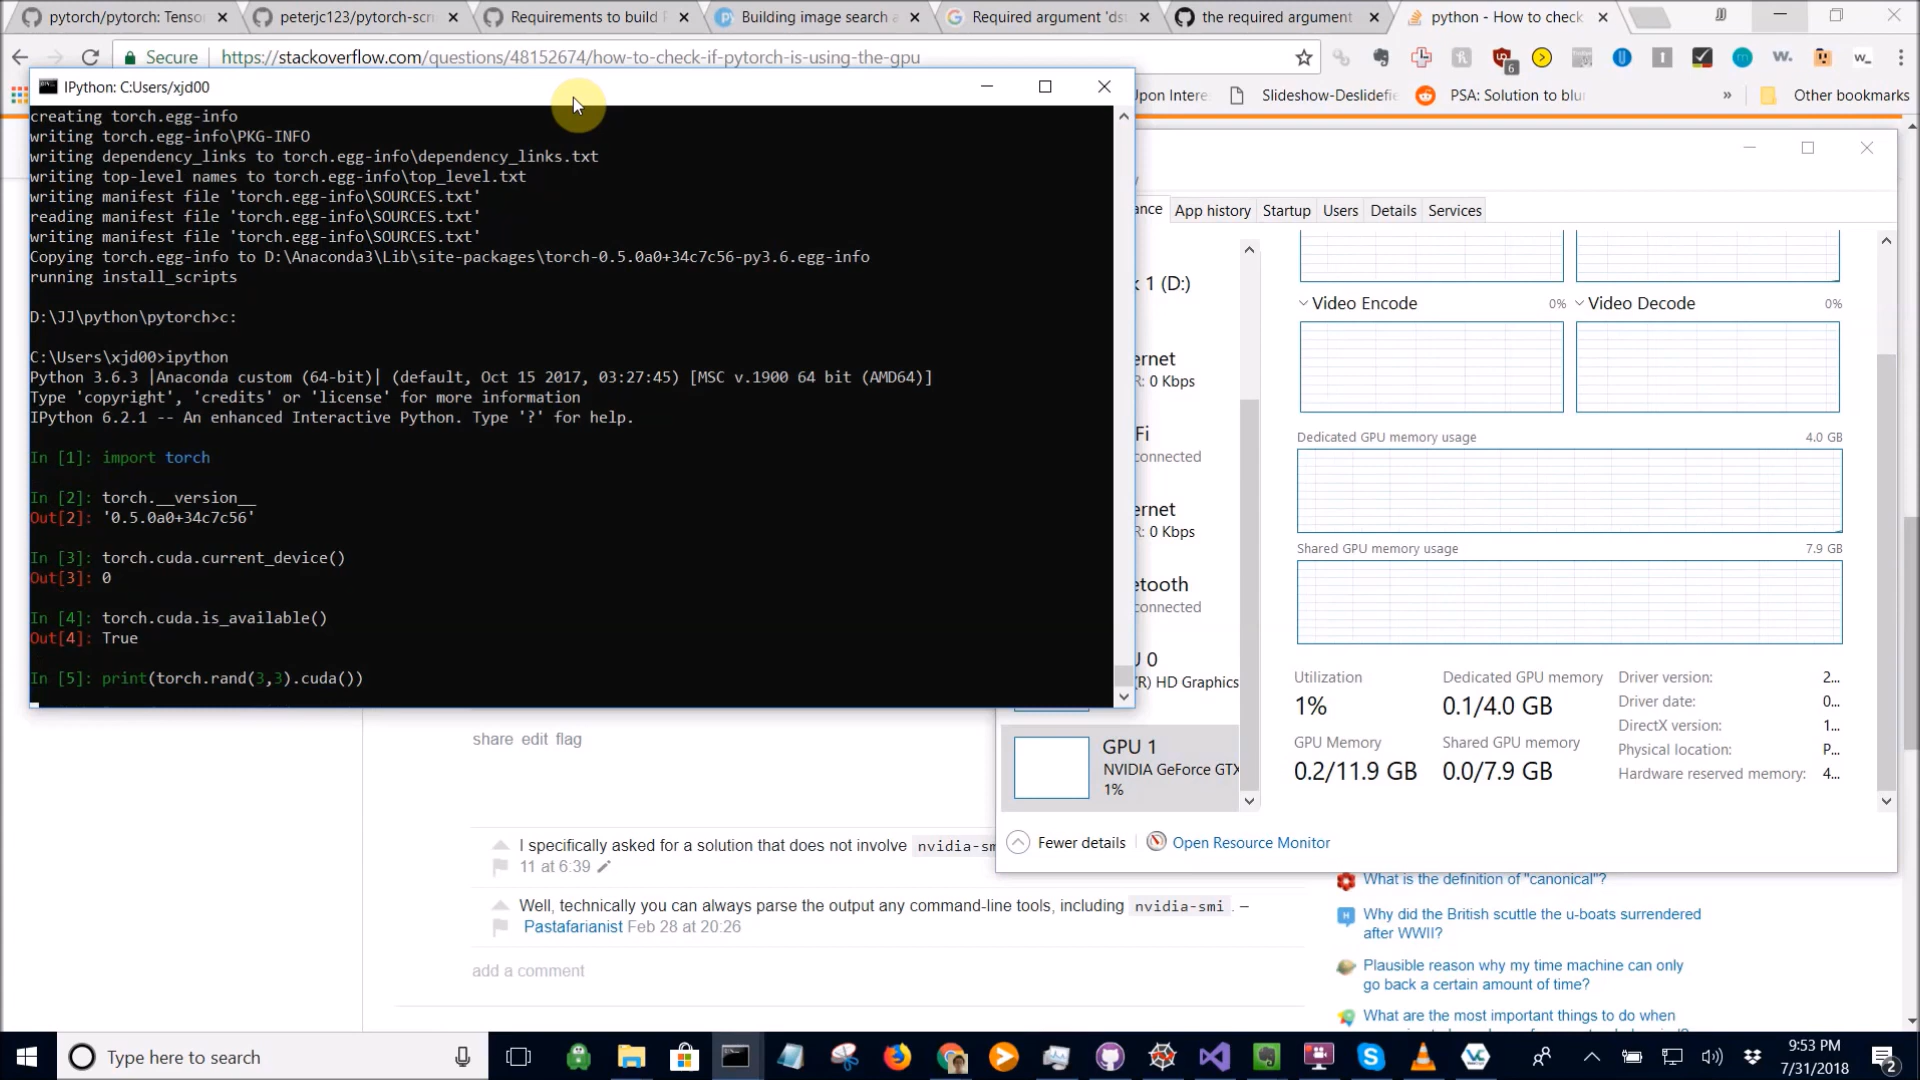 pytorch/pytorch: Tensor
peterjc123/pytorch-scri
Requirements to build P
Building image search a
Required argument 'dst
the required argument
python - How to check
Secure
https://stackoverflow.com/questions/48152674/how-to-check-if-pytorch-is-using-the-gpu
6
W.
w_
Upon Intere
Slideshow-Deslidefie
PSA: Solution to blur
»
Other bookmarks
IPython: C:Users/xjd00
creating torch.egg-info
writing torch.egg-info\PKG-INFO
writing dependency_links to torch.egg-info\dependency_links.txt
writing top-level names to torch.egg-info\top_level.txt
writing manifest file 'torch.egg-info\SOURCES.txt'
reading manifest file 'torch.egg-info\SOURCES.txt'
writing manifest file 'torch.egg-info\SOURCES.txt'
Copying torch.egg-info to D:\Anaconda3\Lib\site-packages\torch-0.5.0a0+34c7c56-py3.6.egg-info
running install_scripts
D:\JJ\python\pytorch>c:
C:\Users\xjd00>ipython
Python 3.6.3 |Anaconda custom (64-bit)| (default, Oct 15 2017, 03:27:45) [MSC v.1900 64 bit (AMD64)]
Type 'copyright', 'credits' or 'license' for more information
IPython 6.2.1 -- An enhanced Interactive Python. Type '?' for help.
In [1]: import torch
In [2]: torch.__version__
Out[2]: '0.5.0a0+34c7c56'
In [3]: torch.cuda.current_device()
Out[3]: 0
In [4]: torch.cuda.is_available()
Out[4]: True
In [5]: print(torch.rand(3,3).cuda())
ance
App history
Startup
Users
Details
Services
k 1 (D:)
ernet
R: 0 Kbps
Fi
connected
ernet
R: 0 Kbps
etooth
connected
U 0
(R) HD Graphics
GPU 1
NVIDIA GeForce GTX
1%
Video Encode 0%
Video Decode 0%
Dedicated GPU memory usage 4.0 GB
Shared GPU memory usage 7.9 GB
Utilization
1%
Dedicated GPU memory
0.1/4.0 GB
GPU Memory
0.2/11.9 GB
Shared GPU memory
0.0/7.9 GB
Driver version: 2...
Driver date: 0...
DirectX version: 1...
Physical location: P...
Hardware reserved memory: 4...
Fewer details
Open Resource Monitor
share edit flag
I specifically asked for a solution that does not involve nvidia-sm
11 at 6:39
Well, technically you can always parse the output any command-line tools, including nvidia-smi. –
Pastafarianist Feb 28 at 20:26
add a comment
What is the definition of "canonical"?
Why did the British scuttle the u-boats surrendered
after WWII?
Plausible reason why my time machine can only
go back a certain amount of time?
What are the most important things to do when
Type here to search
9:53 PM
7/31/2018
2